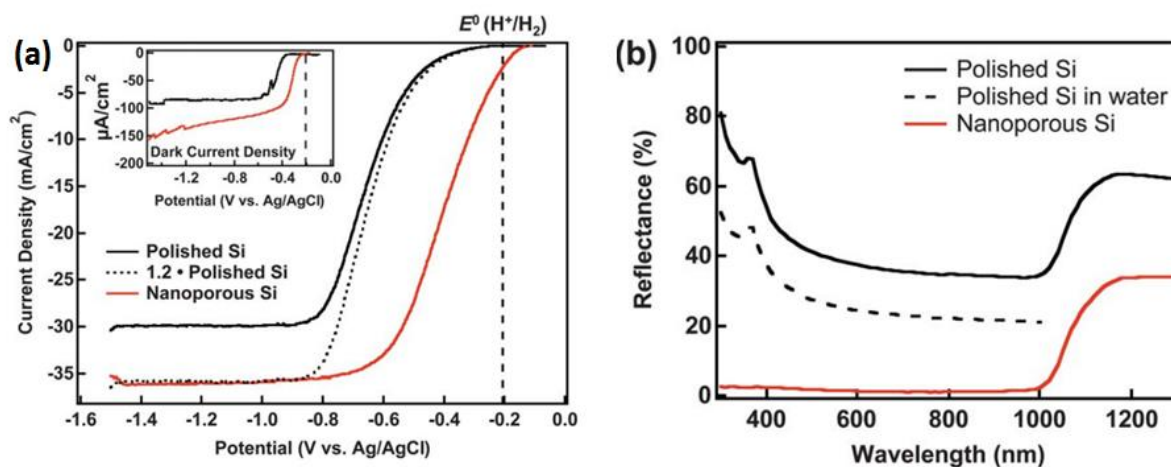 (a)
E⁰ (H⁺/H₂)
0
-5
-10
-15
-20
-25
-30
-35
Current Density (mA/cm²)
-1.6
-1.4
-1.2
-1.0
-0.8
-0.6
-0.4
-0.2
0.0
Potential (V vs. Ag/AgCl)
0
-50
-100
-150
-200
µA/cm²
Dark Current Density
-1.2
-0.8
-0.4
0.0
Potential (V vs. Ag/AgCl)
Polished Si
1.2 • Polished Si
Nanoporous Si
(b)
100
80
60
40
20
0
Reflectance (%)
Polished Si
Polished Si in water
Nanoporous Si
400
600
800
1000
1200
Wavelength (nm)